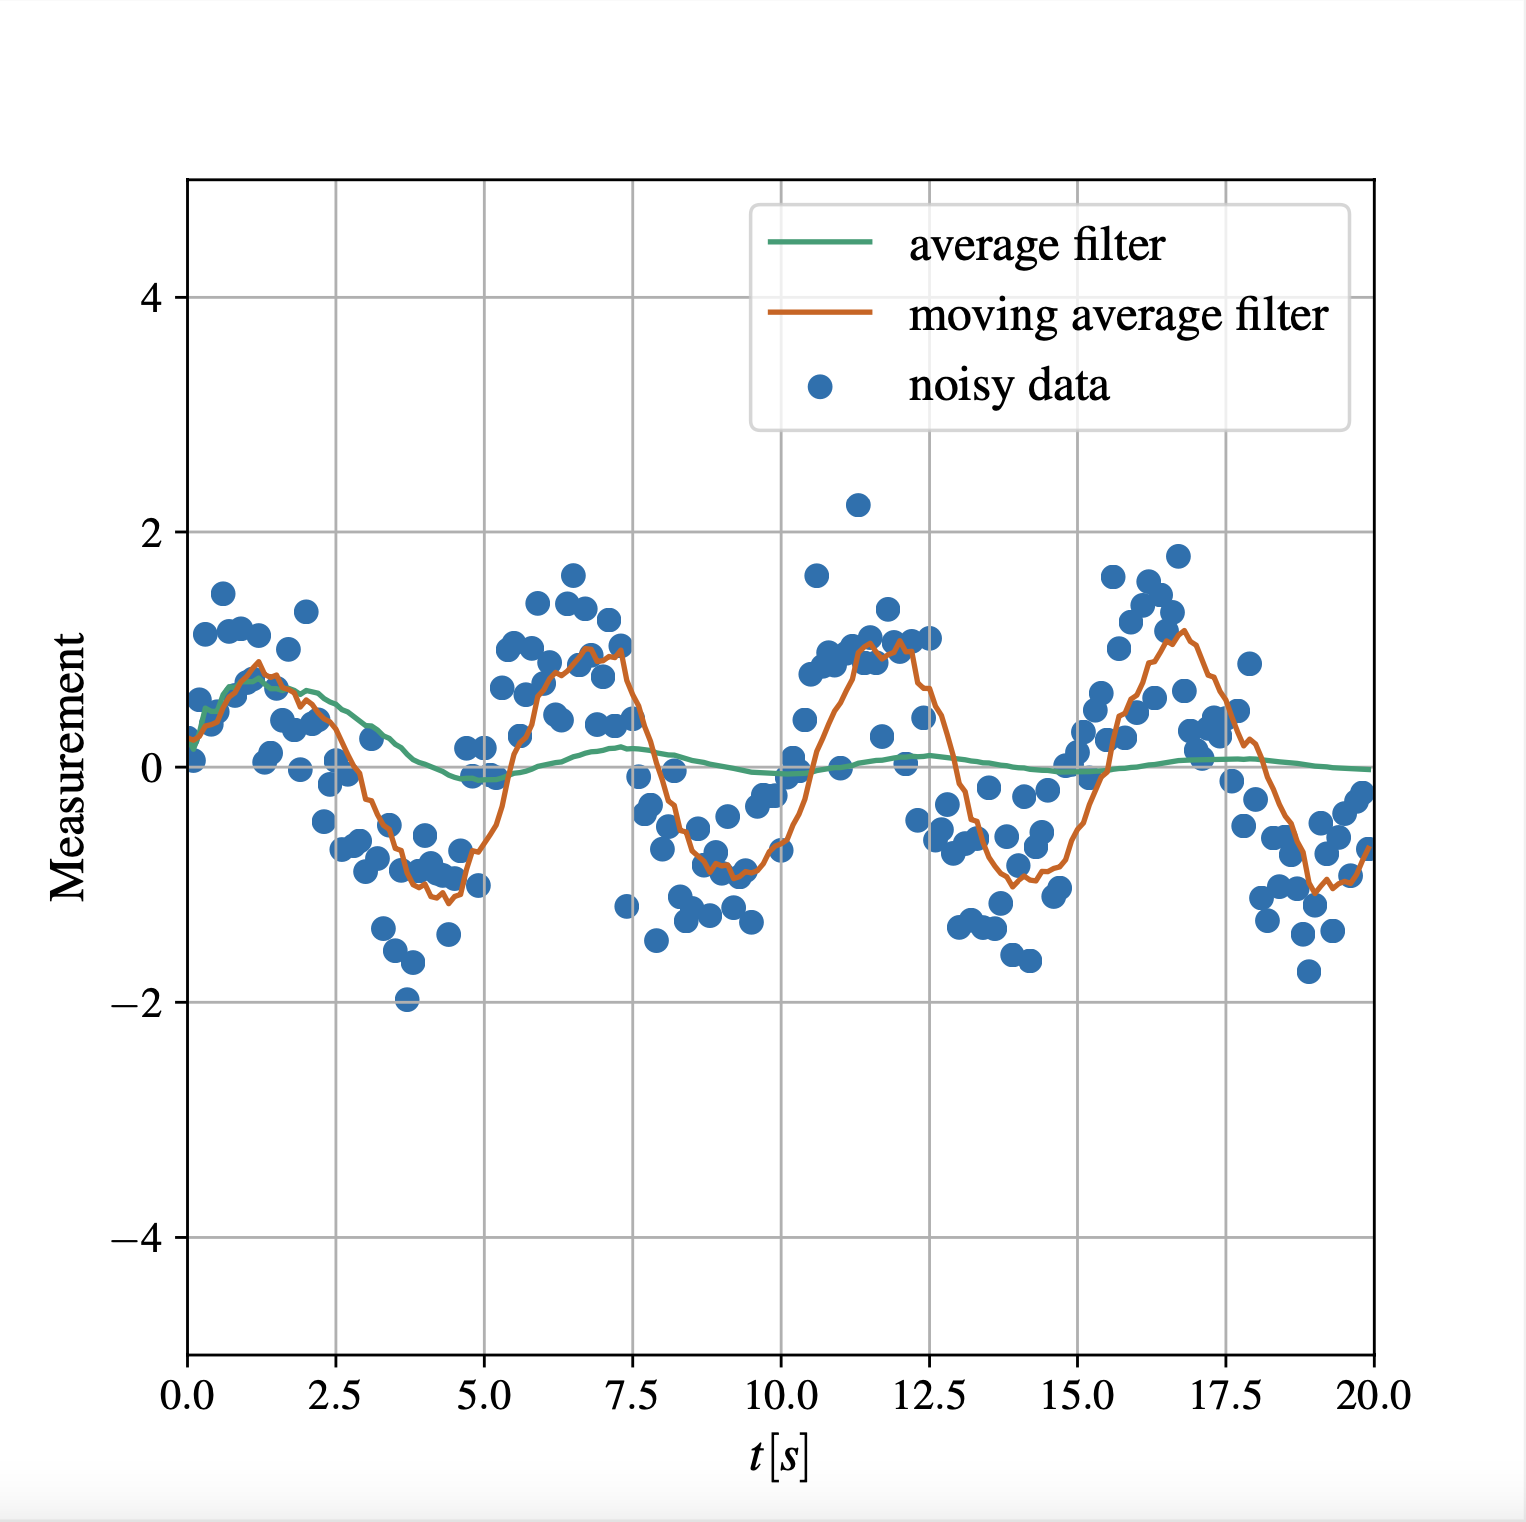 average filter
moving average filter
noisy data
4
2
0
−2
−4
Measurement
0.0 2.5 5.0 7.5 10.0 12.5 15.0 17.5 20.0
t[s]